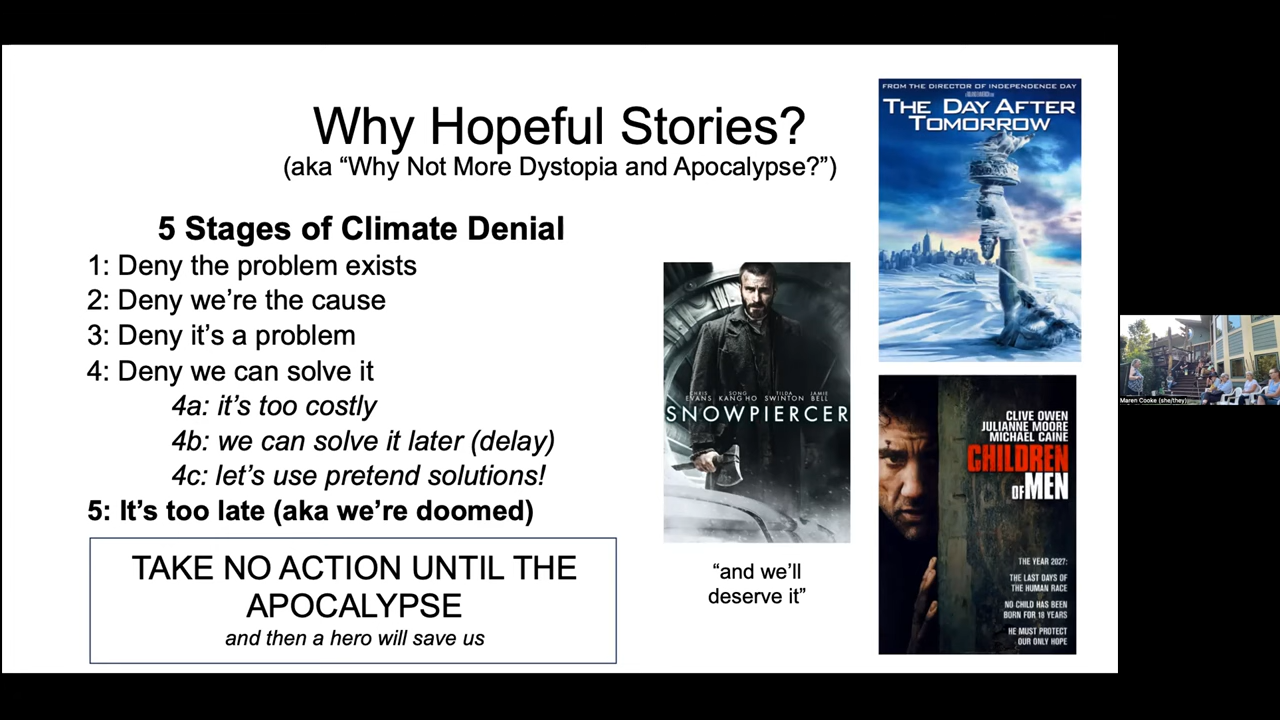 Why Hopeful Stories?
(aka “Why Not More Dystopia and Apocalypse?”)
5 Stages of Climate Denial
1: Deny the problem exists
2: Deny we’re the cause
3: Deny it’s a problem
4: Deny we can solve it
4a: it’s too costly
4b: we can solve it later (delay)
4c: let’s use pretend solutions!
5: It’s too late (aka we’re doomed)
TAKE NO ACTION UNTIL THE
APOCALYPSE
and then a hero will save us
CHRIS EVANS SONG KANG HO TILDA SWINTON JAMIE BELL
SNOWPIERCER
“and we’ll
deserve it”
FROM THE DIRECTOR OF INDEPENDENCE DAY
THE DAY AFTER
TOMORROW
CLIVE OWEN
JULIANNE MOORE
MICHAEL CAINE
CHILDREN
OF MEN
THE YEAR 2027:
THE LAST DAYS OF
THE HUMAN RACE
NO CHILD HAS BEEN
BORN FOR 18 YEARS
HE MUST PROTECT
OUR ONLY HOPE
Maren Cooke (she/they)